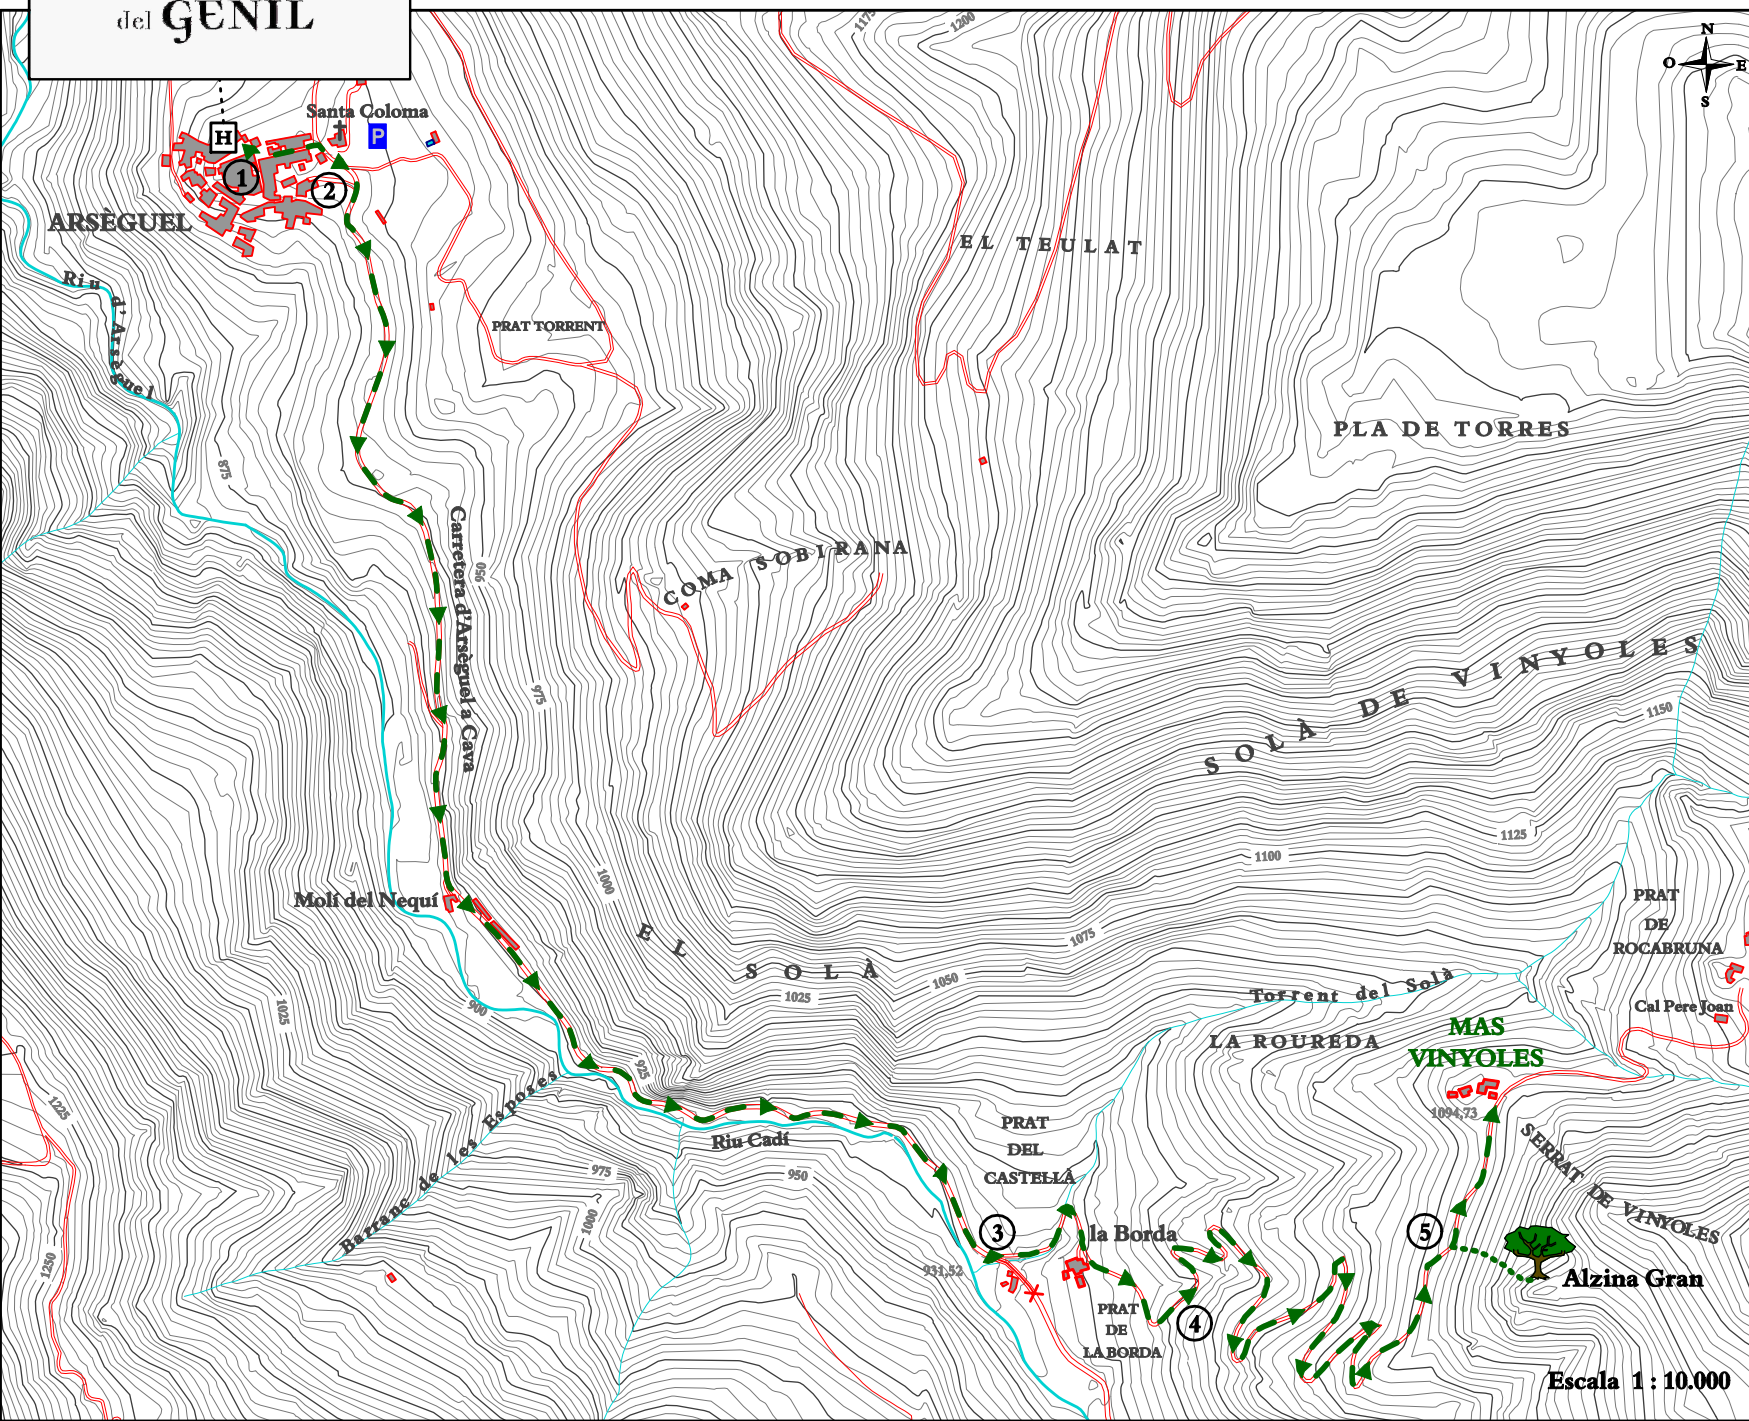 del GENIL
1175
1200
N
O
E
S
Santa Coloma
P
H
1
2
ARSÈGUEL
EL TEULAT
Riu d'Arsèguel
PRAT TORRENT
PLA DE TORRES
875
Carretera d'Arsèguel a Cava
950
COMA SOBIRANA
975
SOLÀ DE VINYOLES
1150
1125
1100
1000
Molí del Nequí
PRAT
DE
ROCABRUNA
EL SOLÀ
1075
1050
1025
1025
900
Torrent del Solà
Cal Pere Joan
MAS
VINYOLES
LA ROUREDA
925
1225
1094,73
PRAT
DEL
CASTELLÀ
Riu Cadí
Barranc de les Esposes
975
950
1000
SERRAT DE VINYOLES
3
la Borda
5
1250
931,52
Alzina Gran
PRAT
DE
LA BORDA
4
Escala 1 : 10.000